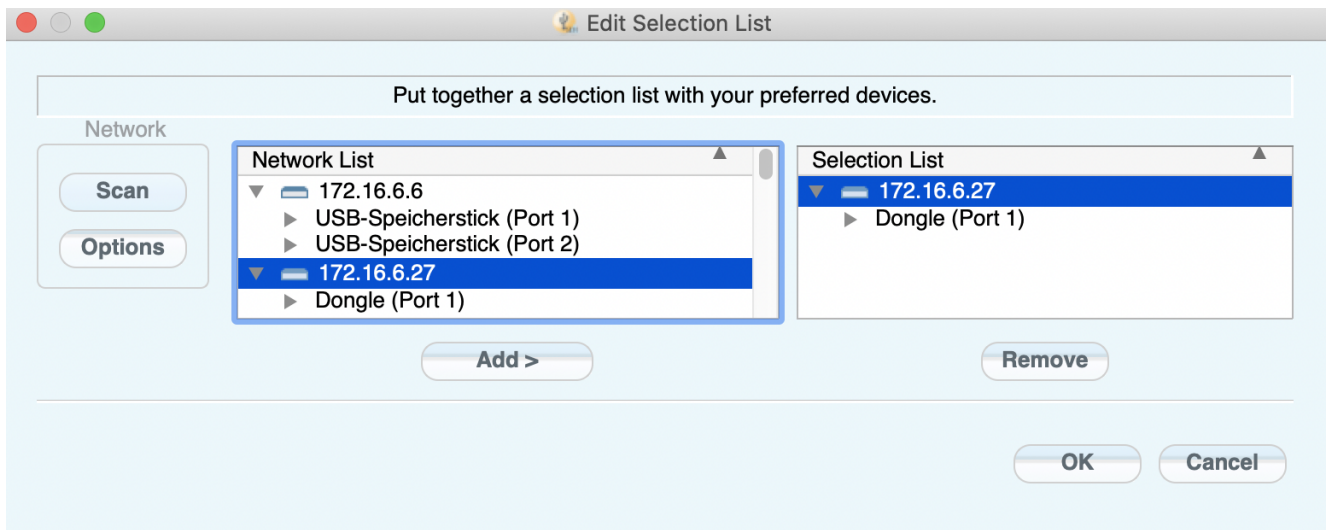 Edit Selection List
Put together a selection list with your preferred devices.
Network
Scan
Options
Network List
172.16.6.6
USB-Speicherstick (Port 1)
USB-Speicherstick (Port 2)
172.16.6.27
Dongle (Port 1)
Add >
Selection List
172.16.6.27
Dongle (Port 1)
Remove
OK
Cancel